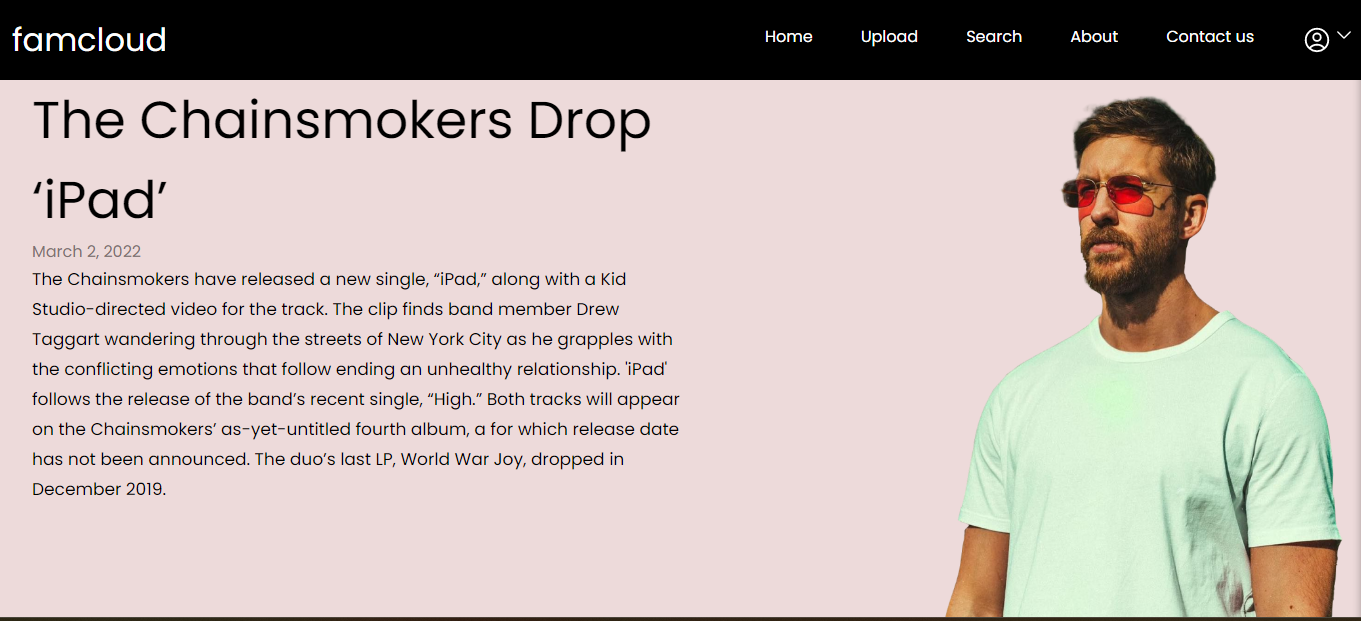 famcloud
Home Upload Search About Contact us
The Chainsmokers Drop
‘iPad’
March 2, 2022
The Chainsmokers have released a new single, “iPad,” along with a Kid
Studio-directed video for the track. The clip finds band member Drew
Taggart wandering through the streets of New York City as he grapples with
the conflicting emotions that follow ending an unhealthy relationship. 'iPad'
follows the release of the band’s recent single, “High.” Both tracks will appear
on the Chainsmokers’ as-yet-untitled fourth album, a for which release date
has not been announced. The duo’s last LP, World War Joy, dropped in
December 2019.